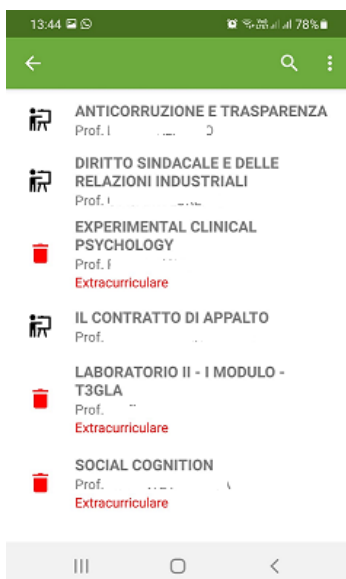 13:44 78%
ANTICORRUZIONE E TRASPARENZA
Prof.
DIRITTO SINDACALE E DELLE
RELAZIONI INDUSTRIALI
Prof.
EXPERIMENTAL CLINICAL
PSYCHOLOGY
Prof.
Extracurriculare
IL CONTRATTO DI APPALTO
Prof.
LABORATORIO II - I MODULO -
T3GLA
Prof.
Extracurriculare
SOCIAL COGNITION
Prof.
Extracurriculare